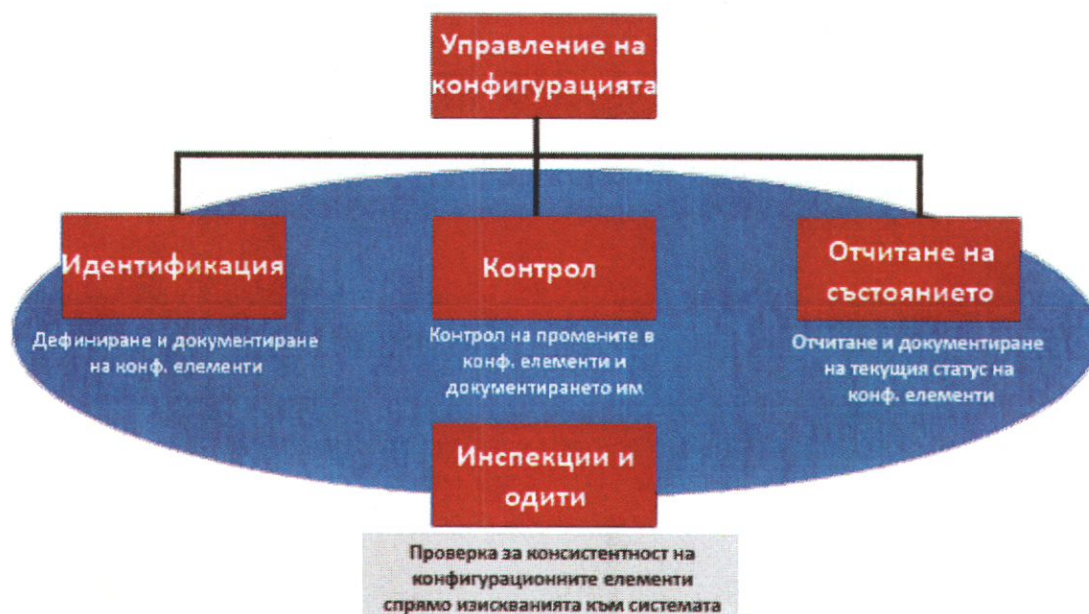 Управление на
конфигурацията
Идентификация
Дефиниране и документиране
на конф. елементи
Контрол
Контрол на промените в
конф. елементи и
документирането им
Отчитане на
състоянието
Отчитане и документиране
на текущия статус на
конф. елементи
Инспекции и
одити
Проверка за консистентност на
конфигурационните елементи
спрямо изискванията към системата